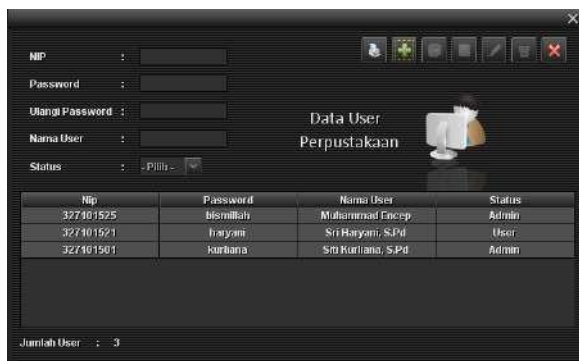 NIP :
Password :
Ulangi Password :
Nama User :
Status : - Pilih -
Data User
Perpustakaan
Nip Password Nama User Status
327101525 bismillah Muhammad Encep Admin
327101521 haryani Sri Haryani, S.Pd User
327101501 kurliana Siti Kurliana, S.Pd Admin
Jumlah User : 3